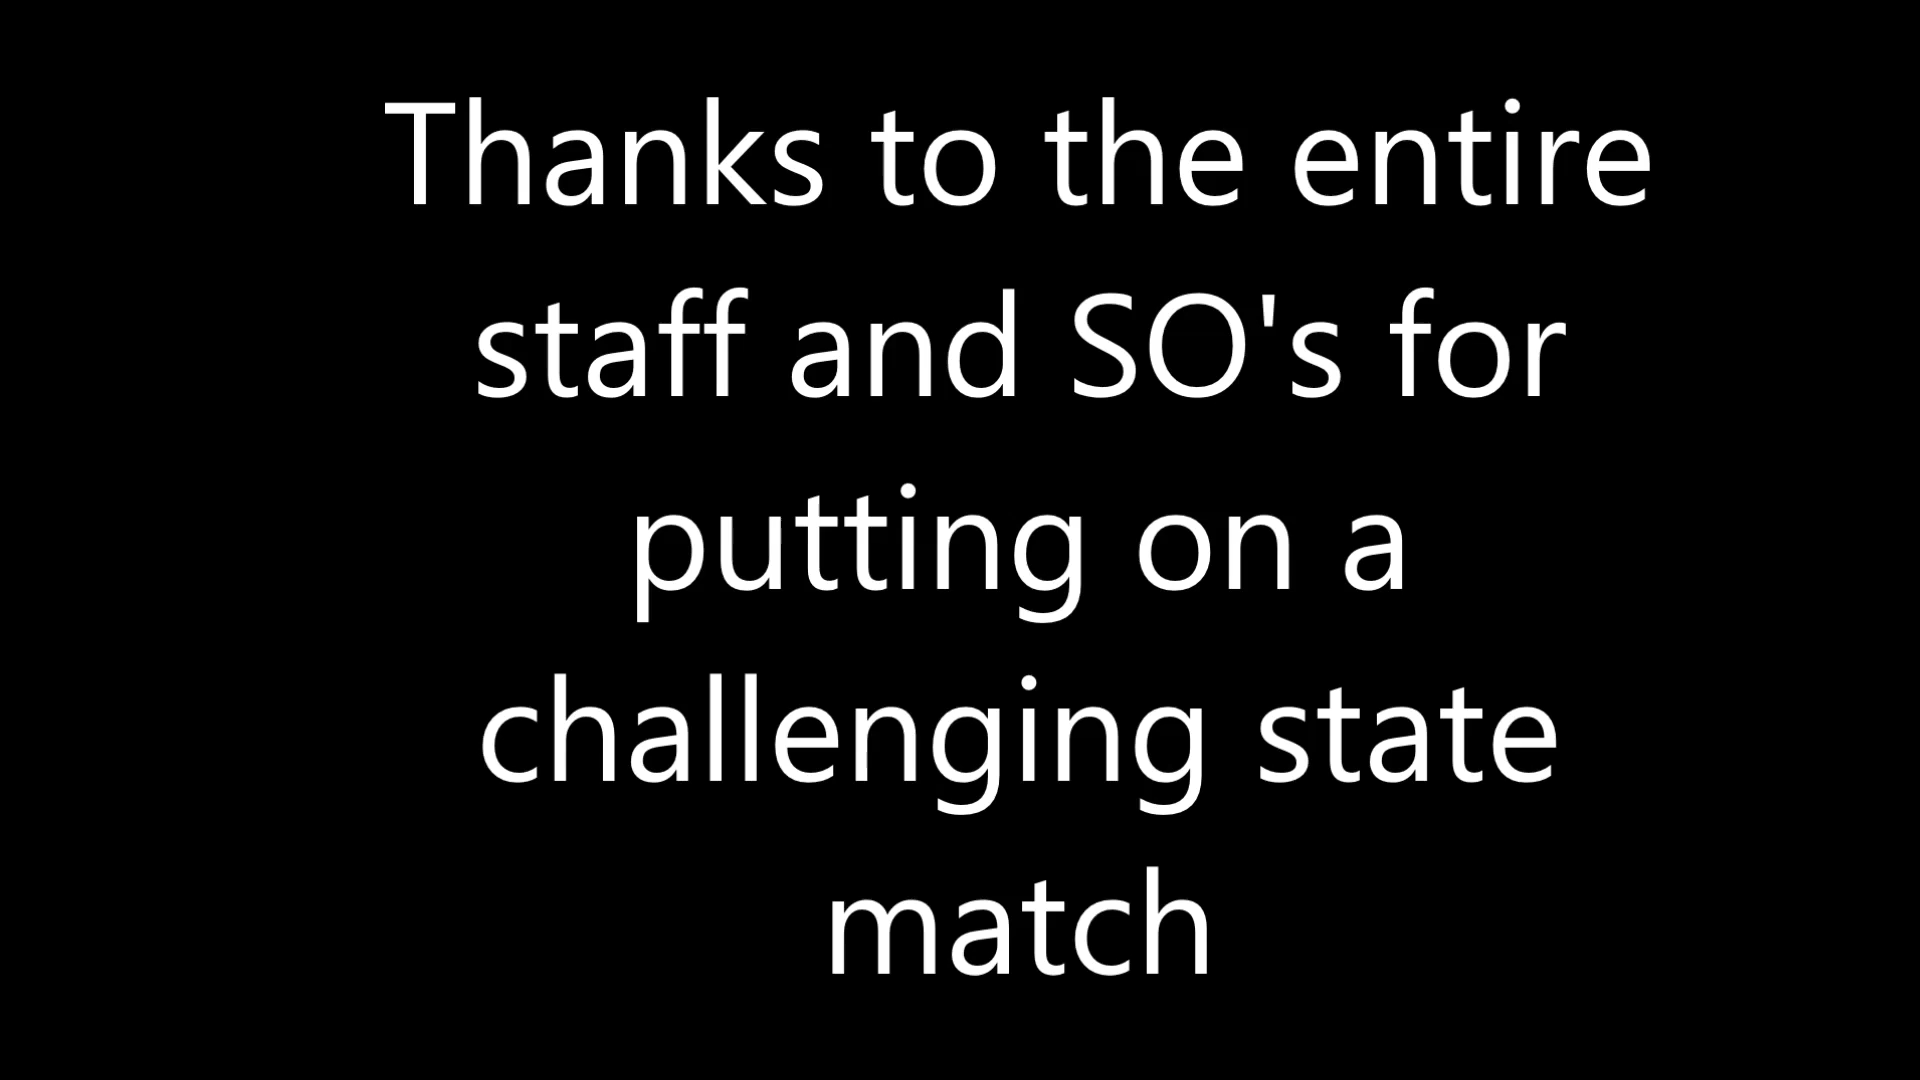 Thanks to the entire
staff and SO's for
putting on a
challenging state
match